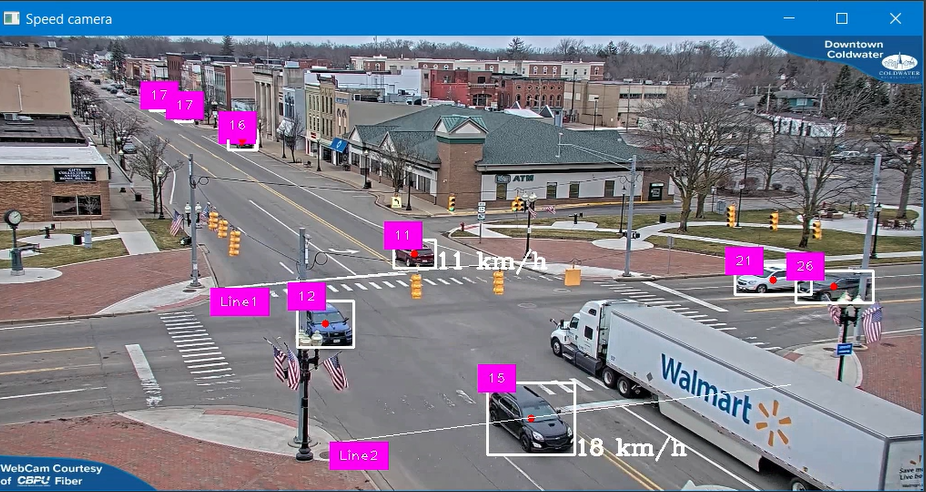 Speed camera
Downtown
Coldwater
COLDWATER
17
17
16
ATM
11
11 km/h
21
26
Line1
12
15
Walmart
18 km/h
Line2
WebCam Courtesy
of CBPU Fiber